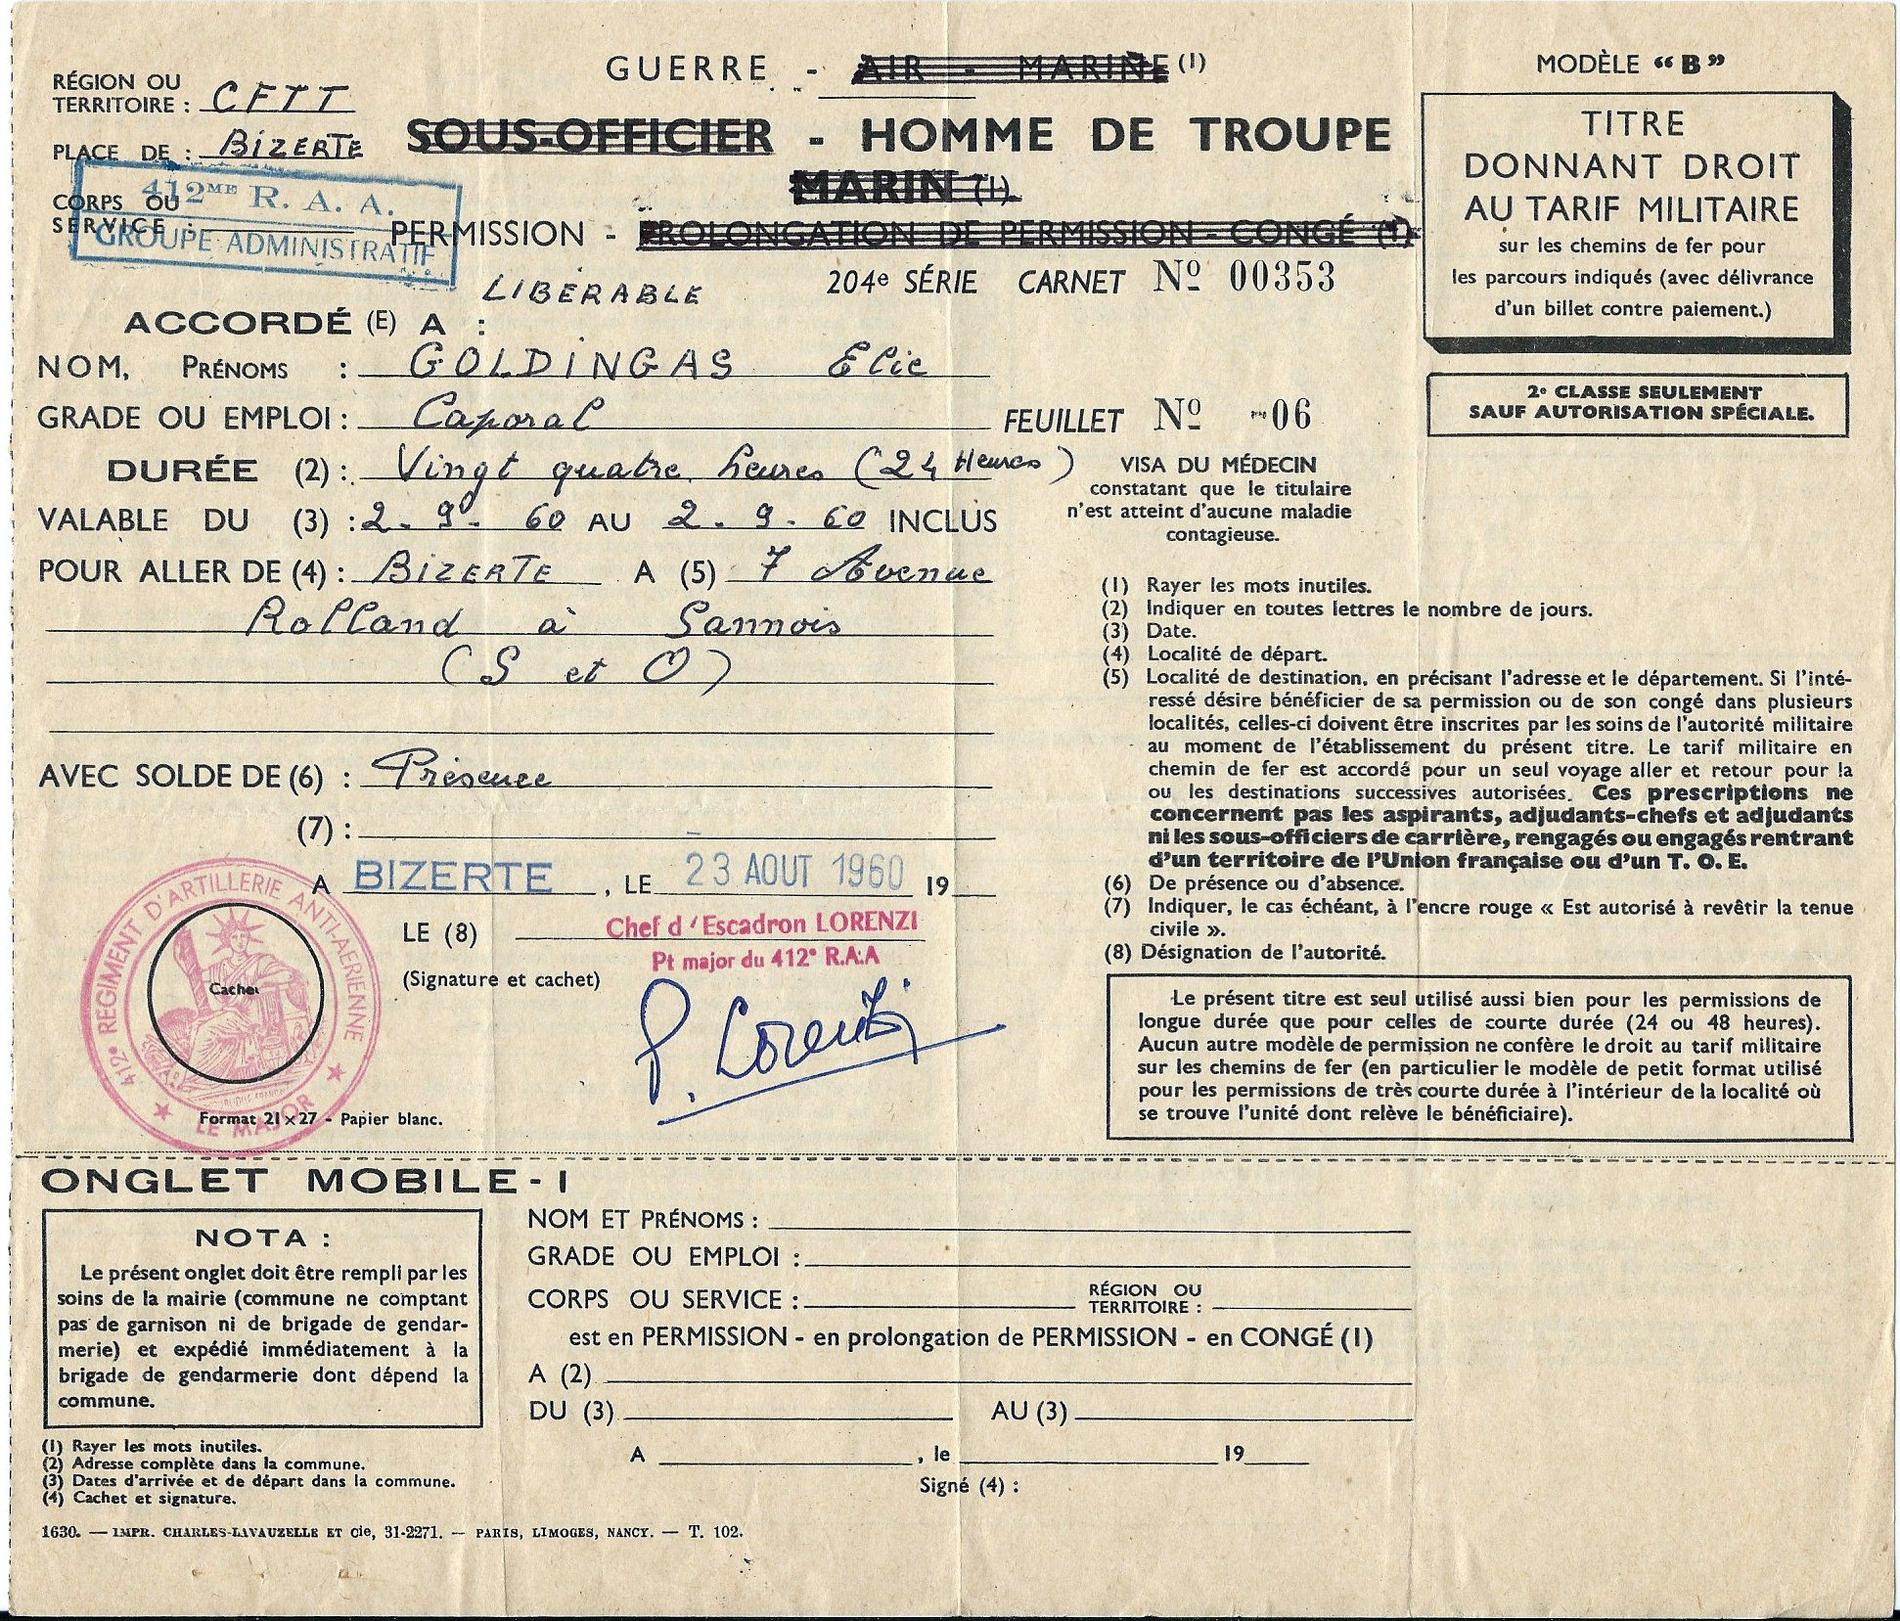 RÉGION OU
TERRITOIRE : CFTT
PLACE DE : BIZERTE
CORPS OU
SERVICE :
412ME R. A. A.
GROUPE ADMINISTRATIF
GUERRE - AIR - MARINE (1)
SOUS-OFFICIER - HOMME DE TROUPE
MARIN (1)
PERMISSION - PROLONGATION DE PERMISSION - CONGÉ (1)
LIBÉRABLE
204e SÉRIE CARNET Nº 00353
MODÈLE “B”
TITRE
DONNANT DROIT
AU TARIF MILITAIRE
sur les chemins de fer pour
les parcours indiqués (avec délivrance
d'un billet contre paiement.)
2e CLASSE SEULEMENT
SAUF AUTORISATION SPÉCIALE.
ACCORDÉ (E) A :
NOM, PRÉNOMS : GOLDINGAS Elie
GRADE OU EMPLOI : Caporal
FEUILLET Nº 06
DURÉE (2) : Vingt quatre heures (24 Heures)
VALABLE DU (3) : 2 - 9 - 60 AU 2 - 9 - 60 INCLUS
POUR ALLER DE (4) : BIZERTE A (5) 7 Avenue
Rolland à Sannois
(S et O)
AVEC SOLDE DE (6) : Présence
(7) :
A BIZERTE, LE 23 AOUT 1960 19
LE (8)
Chef d'Escadron LORENZI
Pt major du 412e R.A.A
(Signature et cachet)
P. Lorenzi
412e REGIMENT D'ARTILLERIE ANTI-AERIENNE
LE MAJOR
Cachet
Format 21×27 - Papier blanc.
VISA DU MÉDECIN
constatant que le titulaire
n'est atteint d'aucune maladie
contagieuse.
(1) Rayer les mots inutiles.
(2) Indiquer en toutes lettres le nombre de jours.
(3) Date.
(4) Localité de départ.
(5) Localité de destination, en précisant l'adresse et le département. Si l'inté-
ressé désire bénéficier de sa permission ou de son congé dans plusieurs
localités, celles-ci doivent être inscrites par les soins de l'autorité militaire
au moment de l'établissement du présent titre. Le tarif militaire en
chemin de fer est accordé pour un seul voyage aller et retour pour la
ou les destinations successives autorisées. Ces prescriptions ne
concernent pas les aspirants, adjudants-chefs et adjudants
ni les sous-officiers de carrière, rengagés ou engagés rentrant
d'un territoire de l'Union française ou d'un T. O. E.
(6) De présence ou d'absence.
(7) Indiquer, le cas échéant, à l'encre rouge « Est autorisé à revêtir la tenue
civile ».
(8) Désignation de l'autorité.
Le présent titre est seul utilisé aussi bien pour les permissions de
longue durée que pour celles de courte durée (24 ou 48 heures).
Aucun autre modèle de permission ne confère le droit au tarif militaire
sur les chemins de fer (en particulier le modèle de petit format utilisé
pour les permissions de très courte durée à l'intérieur de la localité où
se trouve l'unité dont relève le bénéficiaire).
ONGLET MOBILE - I
NOTA :
Le présent onglet doit être rempli par les
soins de la mairie (commune ne comptant
pas de garnison ni de brigade de gendar-
merie) et expédié immédiatement à la
brigade de gendarmerie dont dépend la
commune.
(1) Rayer les mots inutiles.
(2) Adresse complète dans la commune.
(3) Dates d'arrivée et de départ dans la commune.
(4) Cachet et signature.
NOM ET PRÉNOMS :
GRADE OU EMPLOI :
CORPS OU SERVICE : RÉGION OU
TERRITOIRE :
est en PERMISSION - en prolongation de PERMISSION - en CONGÉ (1)
A (2)
DU (3) AU (3)
A , le 19
Signé (4) :
1630. — IMPR. CHARLES-LAVAUZELLE ET Cie, 31-2271. — PARIS, LIMOGES, NANCY. — T. 102.